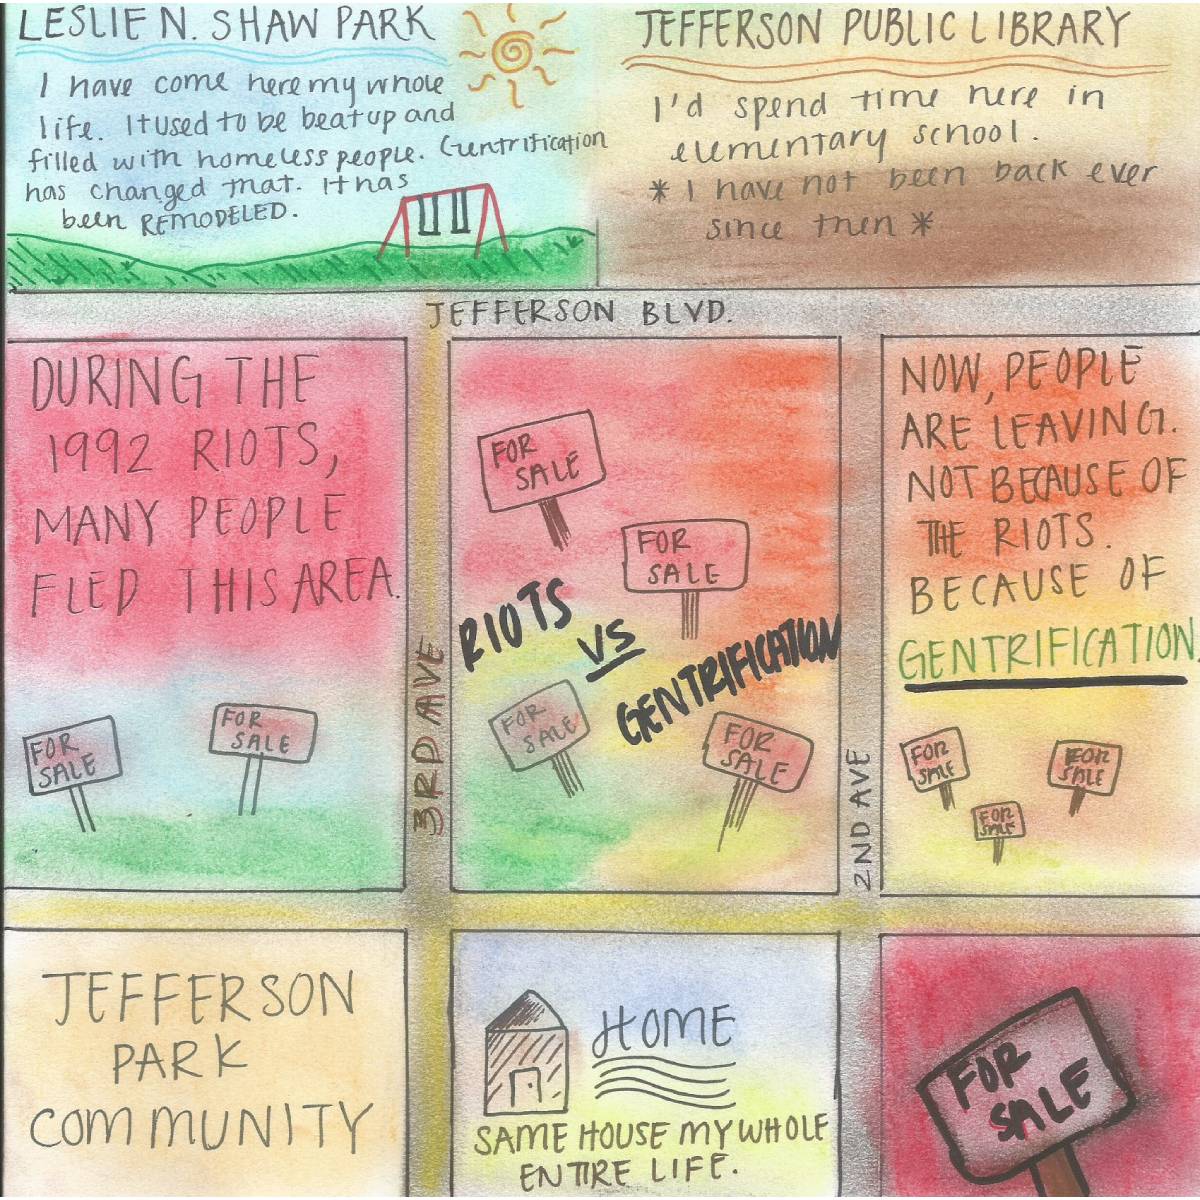 LESLIE N. SHAW PARK
I have come here my whole
life. It used to be beat up and
filled with homeless people. Gentrification
has changed that. It has
been REMODELED.
JEFFERSON PUBLIC LIBRARY
I'd spend time here in
elementary school.
* I have not been back ever
since then *
JEFFERSON BLVD.
DURING THE
1992 RIOTS,
MANY PEOPLE
FLED THIS AREA.
FOR
SALE
FOR
SALE
3RD AVE
FOR
SALE
FOR
SALE
RIOTS
VS
GENTRIFICATION
FOR
SALE
FOR
SALE
2ND AVE
NOW, PEOPLE
ARE LEAVING.
NOT BECAUSE OF
THE RIOTS.
BECAUSE OF
GENTRIFICATION.
FOR
SALE
FOR
SALE
FOR
SALE
JEFFERSON
PARK
COMMUNITY
HOME
SAME HOUSE MY WHOLE
ENTIRE LIFE.
FOR
SALE